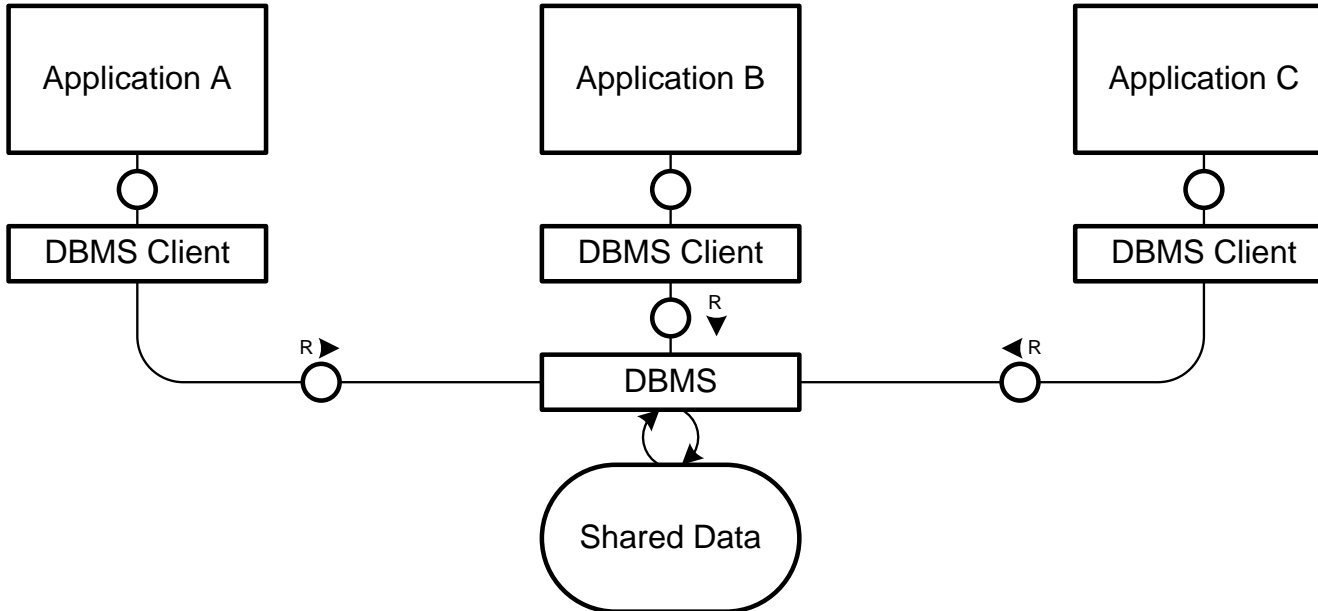 Application A
Application B
Application C
DBMS Client
DBMS Client
DBMS Client
R
R
R
DBMS
Shared Data